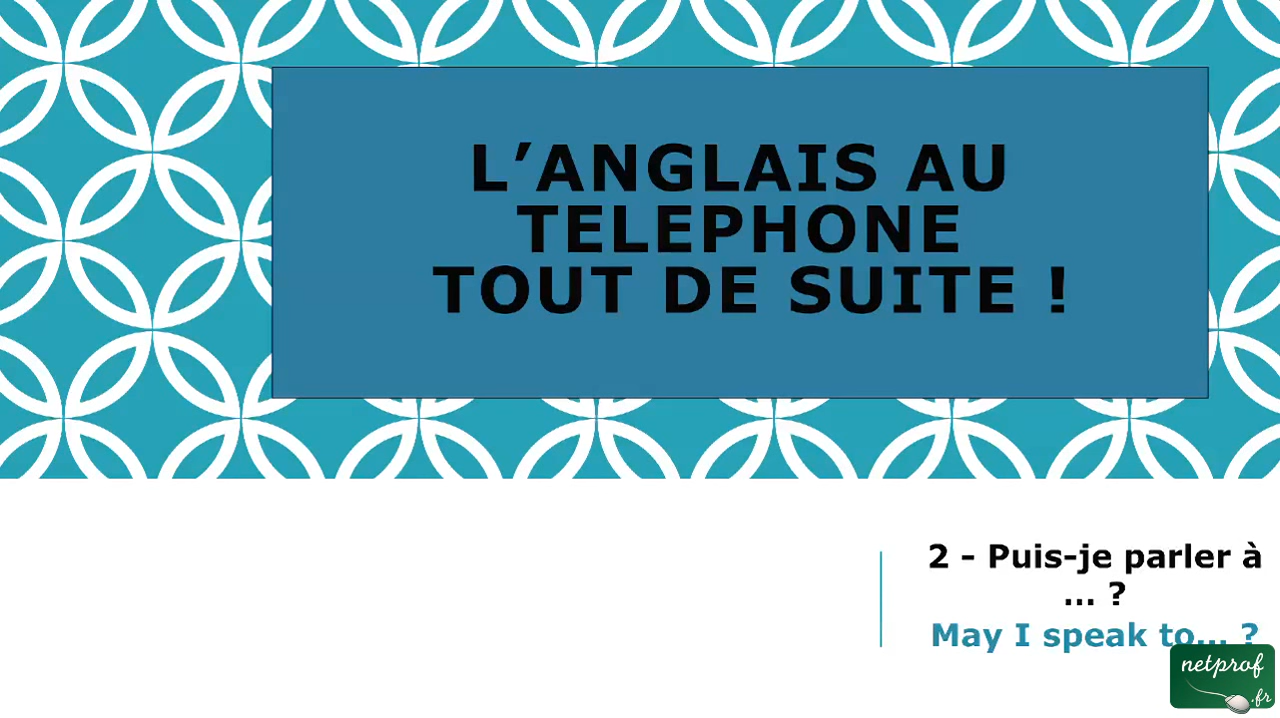 L’ANGLAIS AU
TELEPHONE
TOUT DE SUITE !
2 - Puis-je parler à
... ?
May I speak to... ?
netprof
.fr